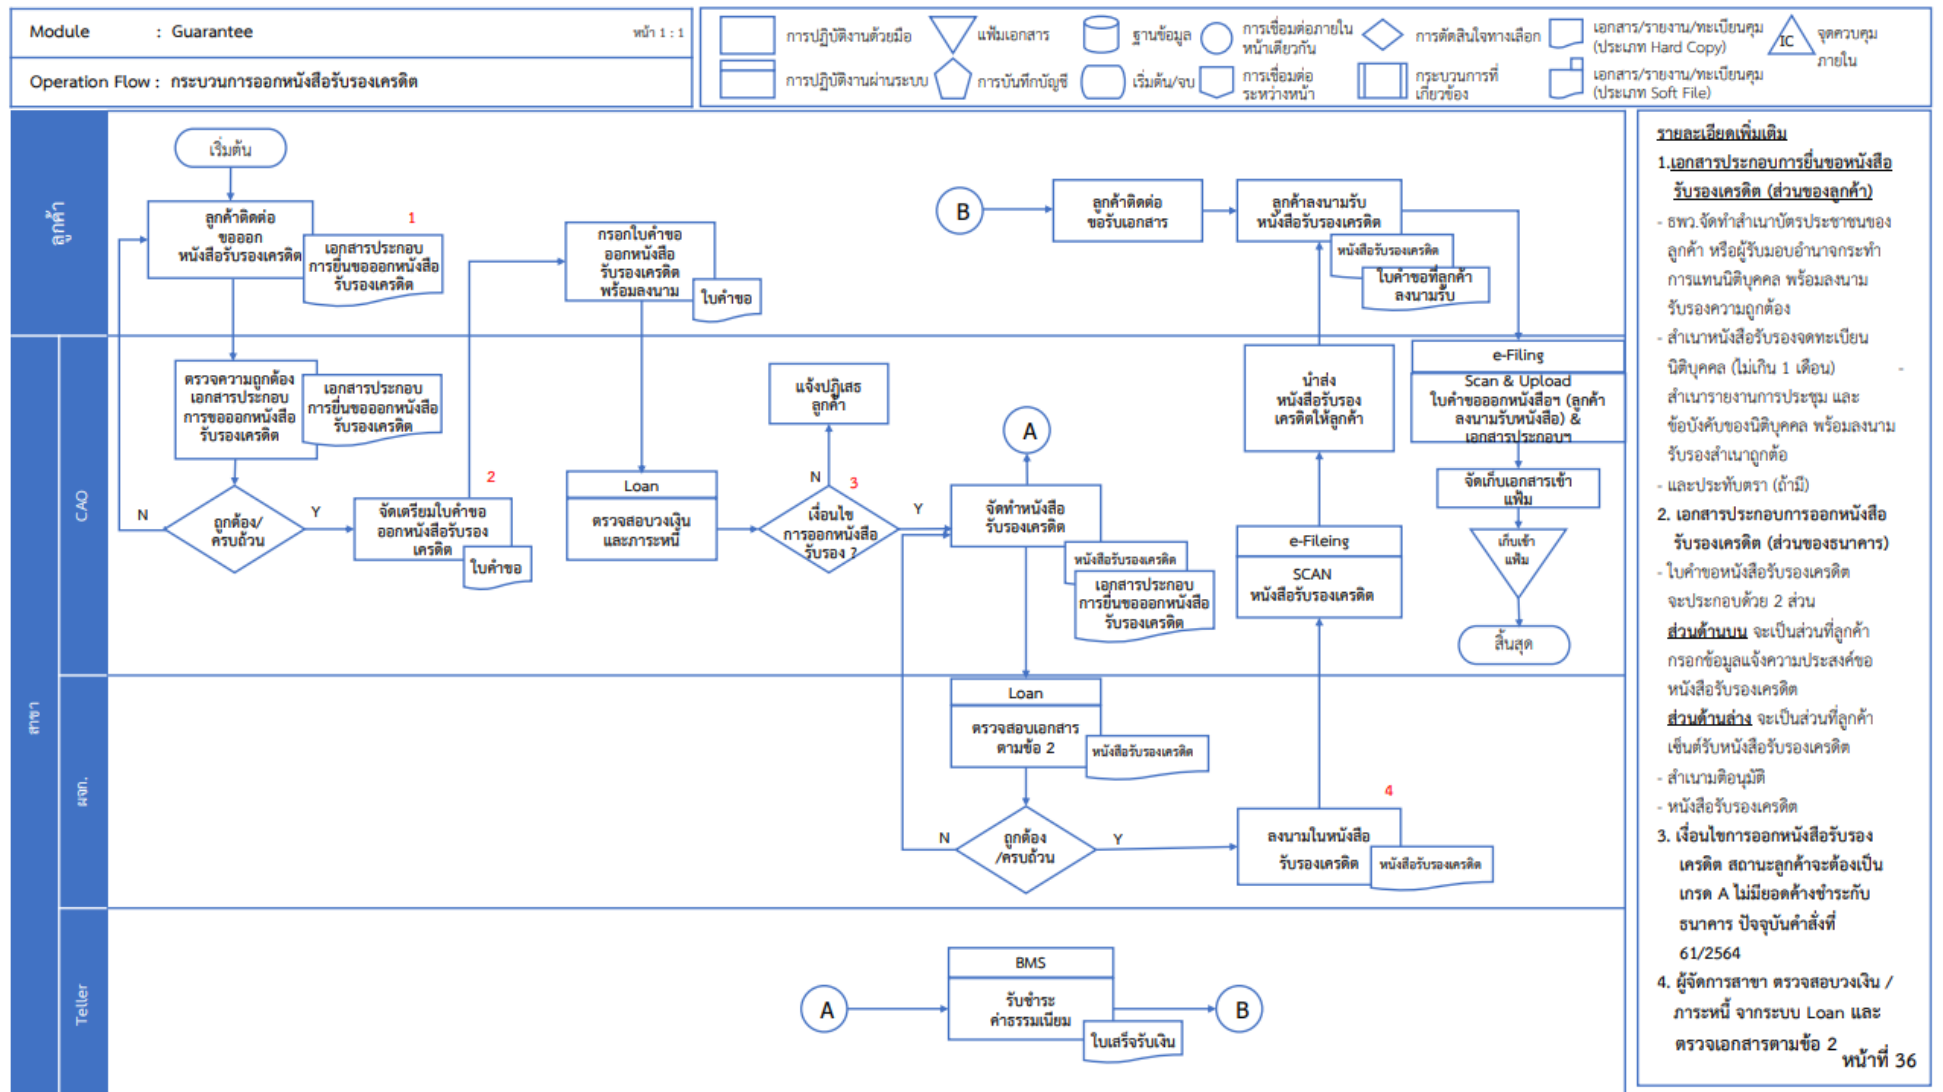 Module : Guarantee
หน้า 1 : 1
Operation Flow : กระบวนการออกหนังสือรับรองเครดิต
การปฏิบัติงานด้วยมือ
แฟ้มเอกสาร
ฐานข้อมูล
การเชื่อมต่อภายใน
หน้าเดียวกัน
การตัดสินใจทางเลือก
เอกสาร/รายงาน/ทะเบียนคุม
(ประเภท Hard Copy)
IC
จุดควบคุม
ภายใน
การปฏิบัติงานผ่านระบบ
การบันทึกบัญชี
เริ่มต้น/จบ
การเชื่อมต่อ
ระหว่างหน้า
กระบวนการที่
เกี่ยวข้อง
เอกสาร/รายงาน/ทะเบียนคุม
(ประเภท Soft File)
ลูกค้า
เริ่มต้น
ลูกค้าติดต่อ
ขอออก
หนังสือรับรองเครดิต
1
เอกสารประกอบ
การยื่นขอออกหนังสือ
รับรองเครดิต
กรอกใบคำขอ
ออกหนังสือ
รับรองเครดิต
พร้อมลงนาม
ใบคำขอ
B
ลูกค้าติดต่อ
ขอรับเอกสาร
ลูกค้าลงนามรับ
หนังสือรับรองเครดิต
หนังสือรับรองเครดิต
ใบคำขอที่ลูกค้า
ลงนามรับ
สาขา
CAO
ตรวจความถูกต้อง
เอกสารประกอบ
การขอออกหนังสือ
รับรองเครดิต
เอกสารประกอบ
การยื่นขอออกหนังสือ
รับรองเครดิต
N
ถูกต้อง/
ครบถ้วน
Y
2
จัดเตรียมใบคำขอ
ออกหนังสือรับรอง
เครดิต
ใบคำขอ
Loan
ตรวจสอบวงเงิน
และภาระหนี้
แจ้งปฏิเสธ
ลูกค้า
N
3
เงื่อนไข
การออกหนังสือ
รับรอง ?
Y
A
จัดทำหนังสือ
รับรองเครดิต
หนังสือรับรองเครดิต
เอกสารประกอบ
การยื่นขอออกหนังสือ
รับรองเครดิต
นำส่ง
หนังสือรับรอง
เครดิตให้ลูกค้า
e-Fileing
SCAN
หนังสือรับรองเครดิต
e-Filing
Scan & Upload
ใบคำขอออกหนังสือฯ (ลูกค้า
ลงนามรับหนังสือ) &
เอกสารประกอบฯ
จัดเก็บเอกสารเข้า
แฟ้ม
เก็บเข้า
แฟ้ม
สิ้นสุด
ผจก.
Loan
ตรวจสอบเอกสาร
ตามข้อ 2
หนังสือรับรองเครดิต
N
ถูกต้อง
/ครบถ้วน
Y
4
ลงนามในหนังสือ
รับรองเครดิต
หนังสือรับรองเครดิต
Teller
A
BMS
รับชำระ
ค่าธรรมเนียม
ใบเสร็จรับเงิน
B
รายละเอียดเพิ่มเติม
1.เอกสารประกอบการยื่นขอหนังสือ
รับรองเครดิต (ส่วนของลูกค้า)
- ธพว.จัดทำสำเนาบัตรประชาชนของ
ลูกค้า หรือผู้รับมอบอำนาจกระทำ
การแทนนิติบุคคล พร้อมลงนาม
รับรองความถูกต้อง
- สำเนาหนังสือรับรองจดทะเบียน
นิติบุคคล (ไม่เกิน 1 เดือน) -
สำเนารายงานการประชุม และ
ข้อบังคับของนิติบุคคล พร้อมลงนาม
รับรองสำเนาถูกต้อ
- และประทับตรา (ถ้ามี)
2. เอกสารประกอบการออกหนังสือ
รับรองเครดิต (ส่วนของธนาคาร)
- ใบคำขอหนังสือรับรองเครดิต
จะประกอบด้วย 2 ส่วน
ส่วนด้านบน จะเป็นส่วนที่ลูกค้า
กรอกข้อมูลแจ้งความประสงค์ขอ
หนังสือรับรองเครดิต
ส่วนด้านล่าง จะเป็นส่วนที่ลูกค้า
เซ็นต์รับหนังสือรับรองเครดิต
- สำเนามติอนุมัติ
- หนังสือรับรองเครดิต
3. เงื่อนไขการออกหนังสือรับรอง
เครดิต สถานะลูกค้าจะต้องเป็น
เกรด A ไม่มียอดค้างชำระกับ
ธนาคาร ปัจจุบันคำสั่งที่
61/2564
4. ผู้จัดการสาขา ตรวจสอบวงเงิน /
ภาระหนี้ จากระบบ Loan และ
ตรวจเอกสารตามข้อ 2
หน้าที่ 36